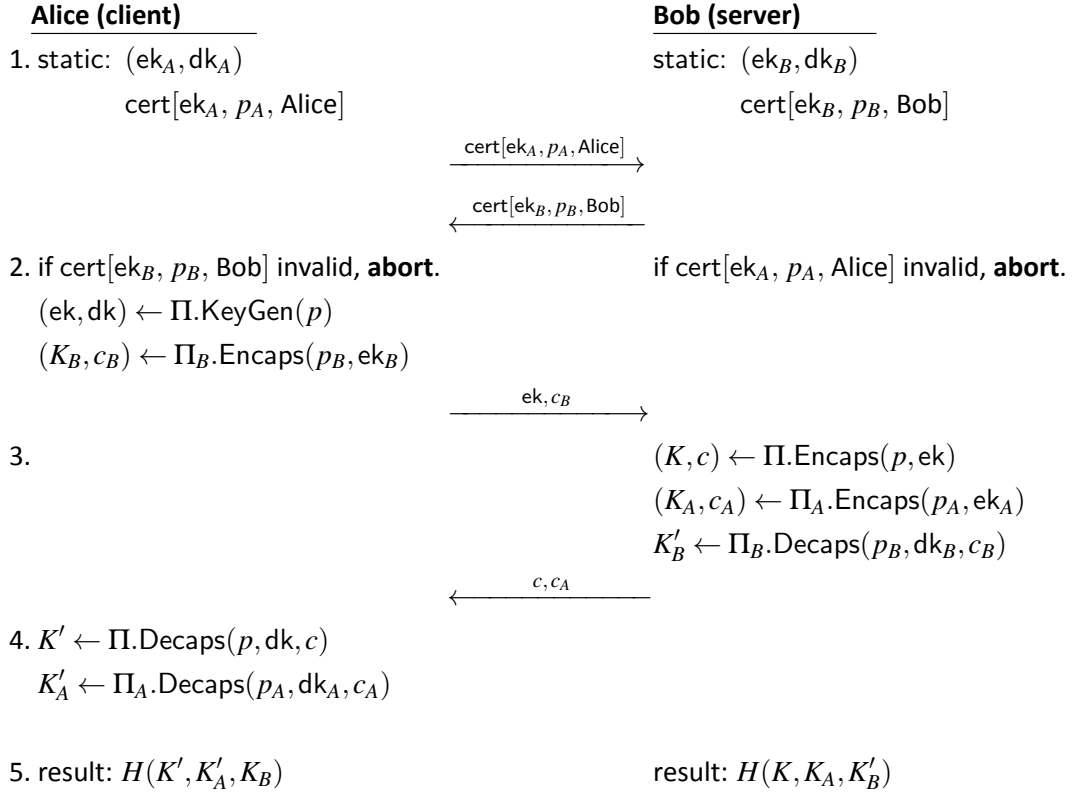 Alice (client) Bob (server)
1. static: (ek_A, dk_A) static: (ek_B, dk_B)
cert[ek_A, p_A, Alice] cert[ek_B, p_B, Bob]
cert[ek_A, p_A, Alice]
cert[ek_B, p_B, Bob]
2. if cert[ek_B, p_B, Bob] invalid, abort. if cert[ek_A, p_A, Alice] invalid, abort.
(ek, dk) ← Π.KeyGen(p)
(K_B, c_B) ← Π_B.Encaps(p_B, ek_B)
ek, c_B
3. (K, c) ← Π.Encaps(p, ek)
(K_A, c_A) ← Π_A.Encaps(p_A, ek_A)
K′_B ← Π_B.Decaps(p_B, dk_B, c_B)
c, c_A
4. K′ ← Π.Decaps(p, dk, c)
K′_A ← Π_A.Decaps(p_A, dk_A, c_A)
5. result: H(K′, K′_A, K_B) result: H(K, K_A, K′_B)